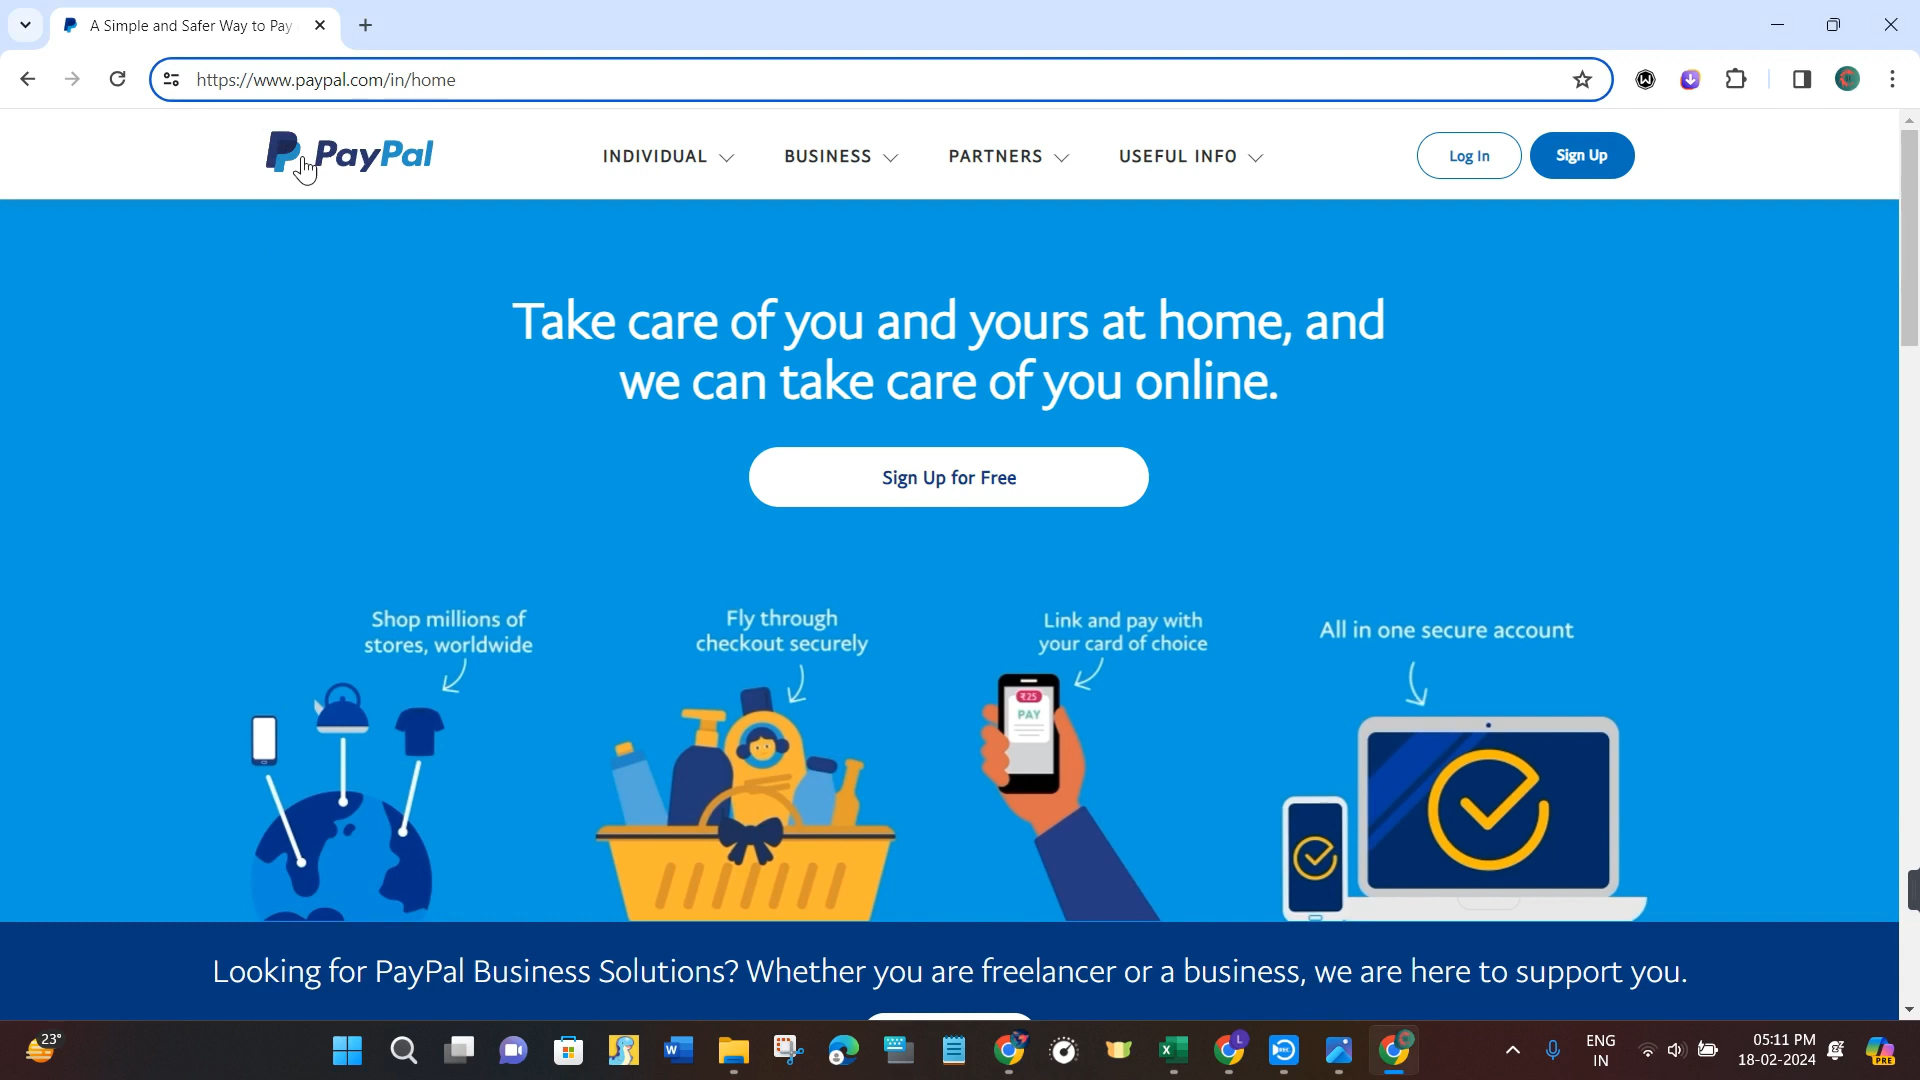 A Simple and Safer Way to Pay
https://www.paypal.com/in/home
PayPal
INDIVIDUAL
BUSINESS
PARTNERS
USEFUL INFO
Log In
Sign Up
Take care of you and yours at home, and
we can take care of you online.
Sign Up for Free
Shop millions of
stores, worldwide
Fly through
checkout securely
Link and pay with
your card of choice
All in one secure account
₹25
PAY
Looking for PayPal Business Solutions? Whether you are freelancer or a business, we are here to support you.
23°
W
L
ENG
IN
05:11 PM
18-02-2024
PRE